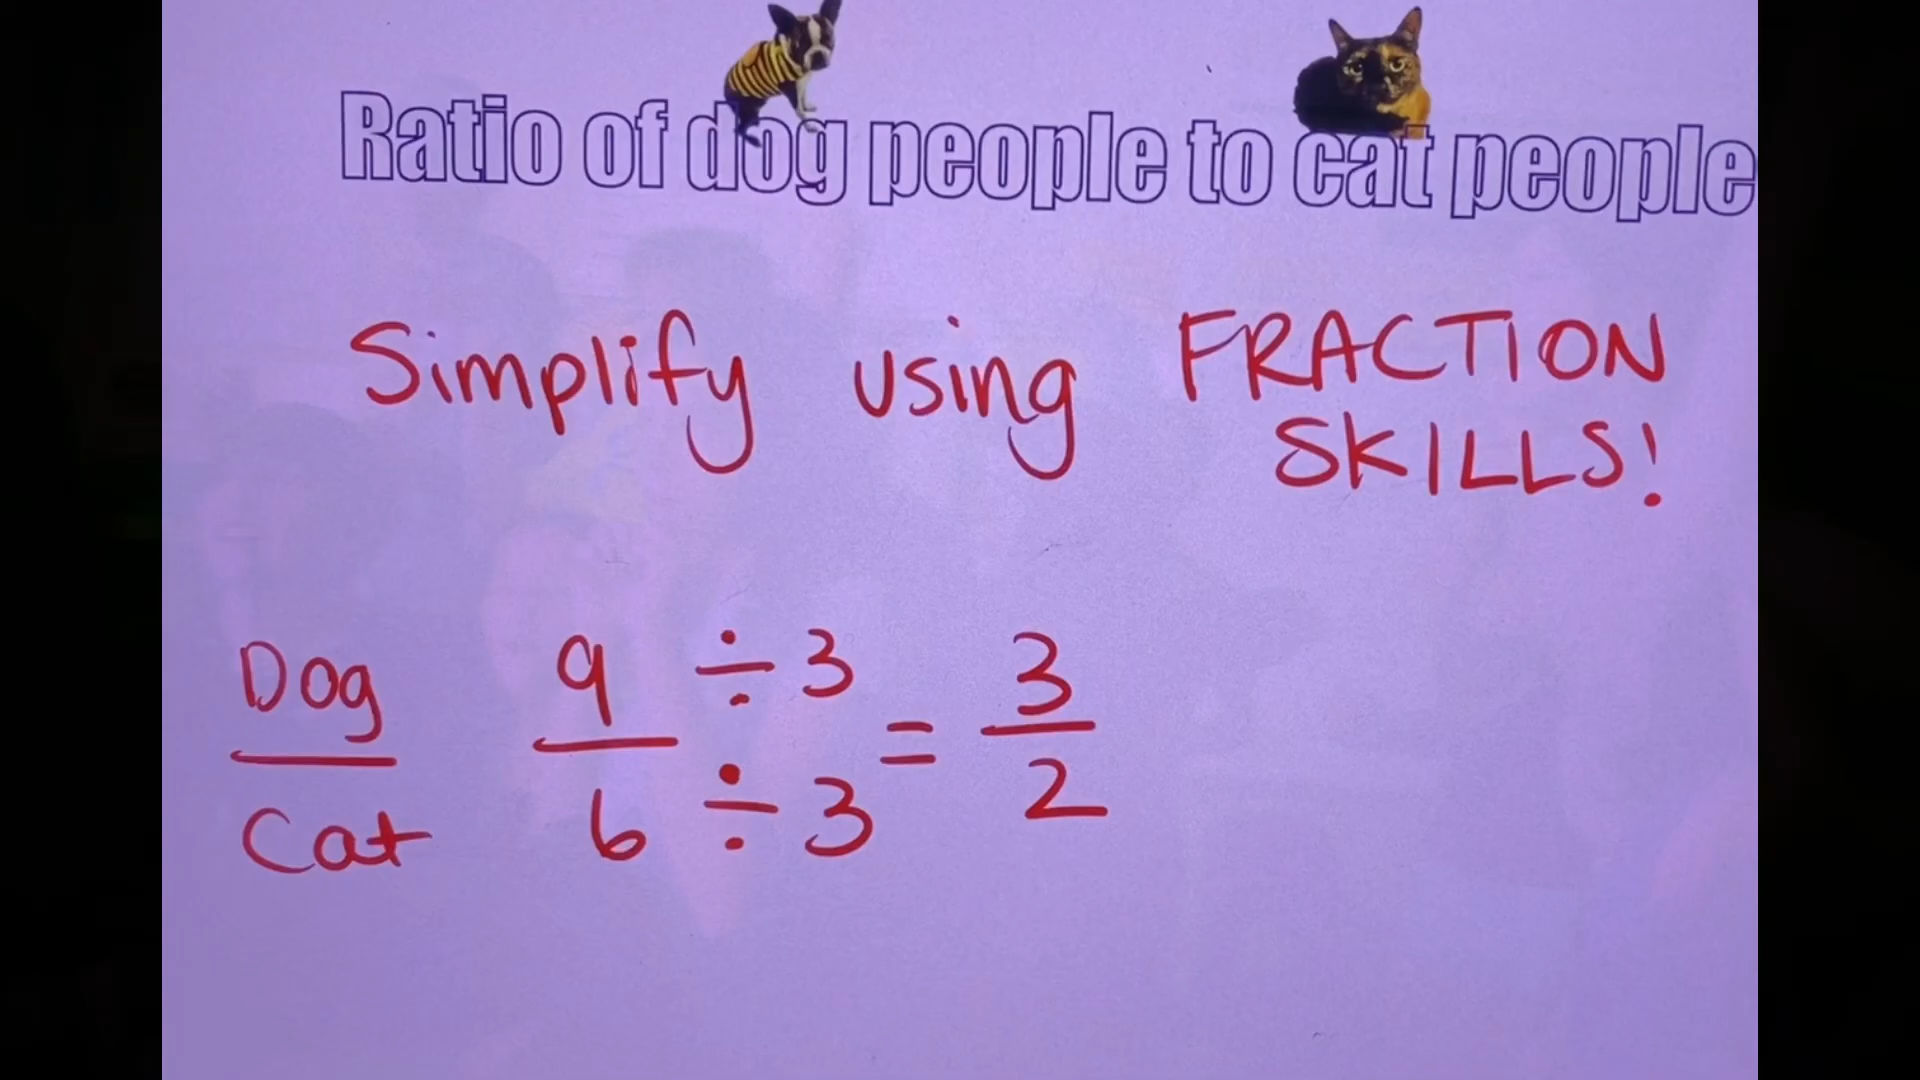 Ratio of dog people to cat people
Simplify using FRACTION
SKILLS!
Dog 9 ÷ 3 = 3
Cat 6 ÷ 3 2